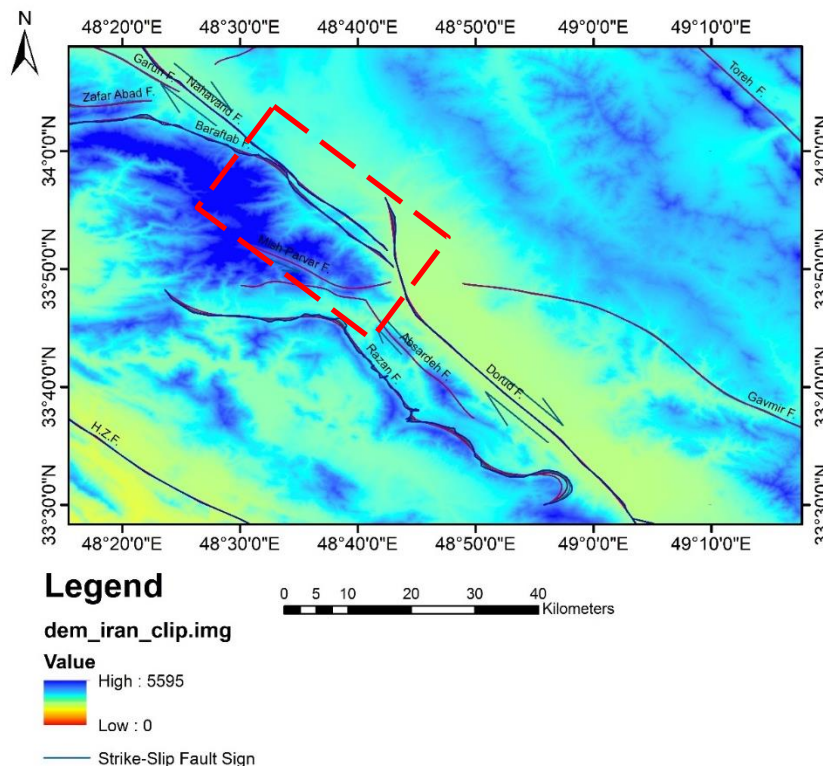 N
48°20'0"E 48°30'0"E 48°40'0"E 48°50'0"E 49°0'0"E 49°10'0"E
Garun F.
Nahavand F.
Toreh F.
Zafar Abad F.
Baraftab F.
34°0'0"N 34°0'0"N
Mish Parvar F.
33°50'0"N 33°50'0"N
Absardeh F.
Razan F.
Dorud F.
33°40'0"N 33°40'0"N
Gavmir F.
H.Z.F.
33°30'0"N 33°30'0"N
48°20'0"E 48°30'0"E 48°40'0"E 48°50'0"E 49°0'0"E 49°10'0"E
Legend
0 5 10 20 30 40
Kilometers
dem_iran_clip.img
Value
High : 5595
Low : 0
Strike-Slip Fault Sign